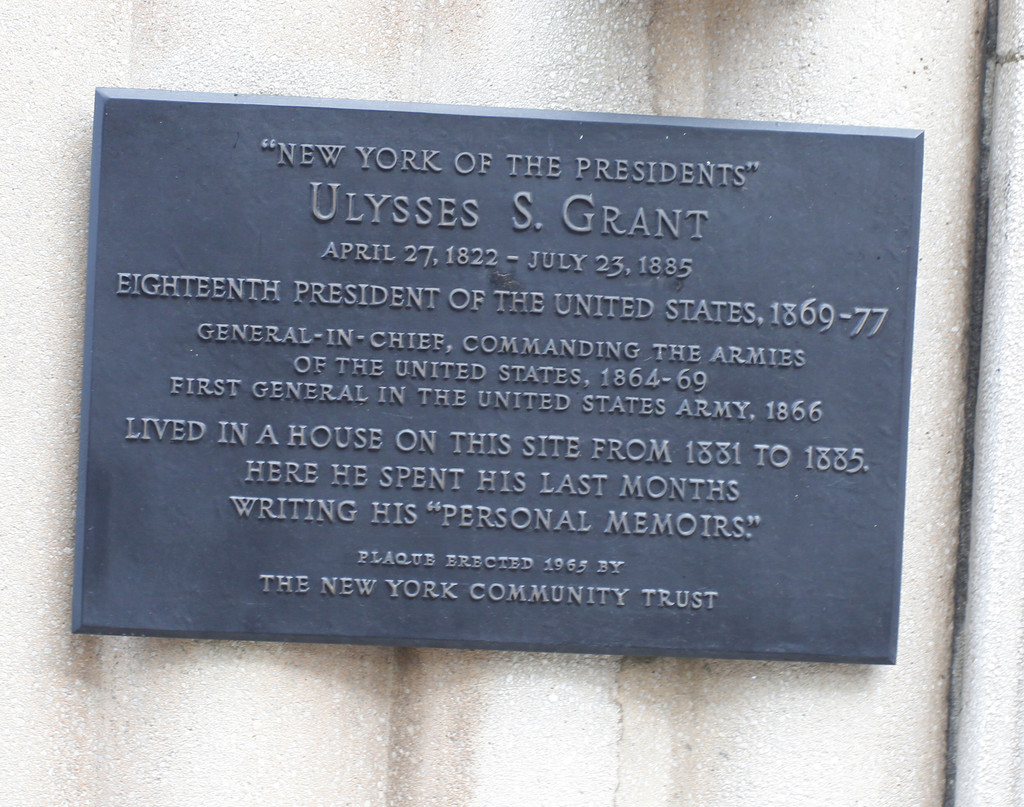 "NEW YORK OF THE PRESIDENTS"
ULYSSES S. GRANT
APRIL 27, 1822 – JULY 23, 1885
EIGHTEENTH PRESIDENT OF THE UNITED STATES, 1869-77
GENERAL-IN-CHIEF, COMMANDING THE ARMIES
OF THE UNITED STATES, 1864-69
FIRST GENERAL IN THE UNITED STATES ARMY, 1866
LIVED IN A HOUSE ON THIS SITE FROM 1881 TO 1885.
HERE HE SPENT HIS LAST MONTHS
WRITING HIS "PERSONAL MEMOIRS."
PLAQUE ERECTED 1965 BY
THE NEW YORK COMMUNITY TRUST